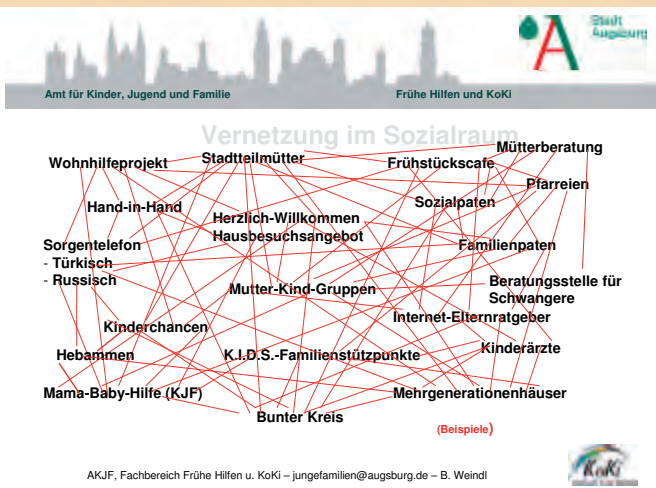 Stadt
Augsburg
Amt für Kinder, Jugend und Familie
Frühe Hilfen und KoKi
Vernetzung im Sozialraum
Mütterberatung
Wohnhilfeprojekt
Stadtteilmütter
Frühstückscafe
Pfarreien
Hand-in-Hand
Sozialpaten
Herzlich-Willkommen
Hausbesuchsangebot
Sorgentelefon
- Türkisch
- Russisch
Familienpaten
Mutter-Kind-Gruppen
Beratungsstelle für
Schwangere
Internet-Elternratgeber
Kinderchancen
Hebammen
K.I.D.S.-Familienstützpunkte
Kinderärzte
Mama-Baby-Hilfe (KJF)
Mehrgenerationenhäuser
Bunter Kreis
(Beispiele)
AKJF, Fachbereich Frühe Hilfen u. KoKi – jungefamilien@augsburg.de – B. Weindl
KoKi